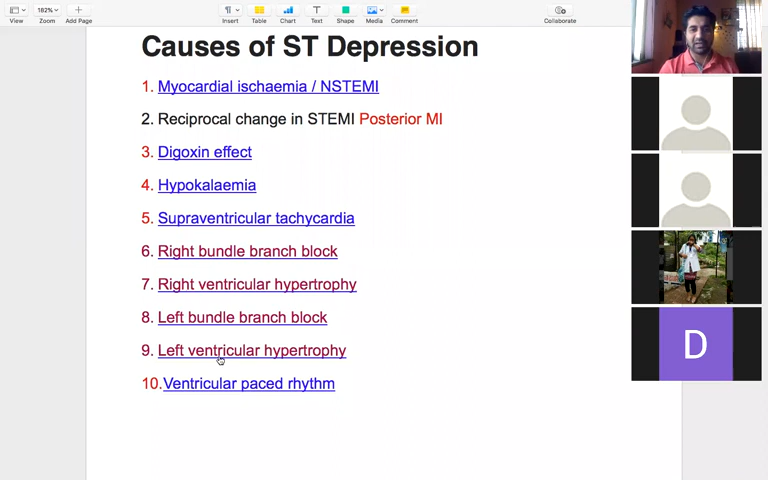 182%
View
Zoom
Add Page
Insert
Table
Chart
Text
Shape
Media
Comment
Collaborate
Causes of ST Depression
1. Myocardial ischaemia / NSTEMI
2. Reciprocal change in STEMI Posterior MI
3. Digoxin effect
4. Hypokalaemia
5. Supraventricular tachycardia
6. Right bundle branch block
7. Right ventricular hypertrophy
8. Left bundle branch block
9. Left ventricular hypertrophy
10.Ventricular paced rhythm
D